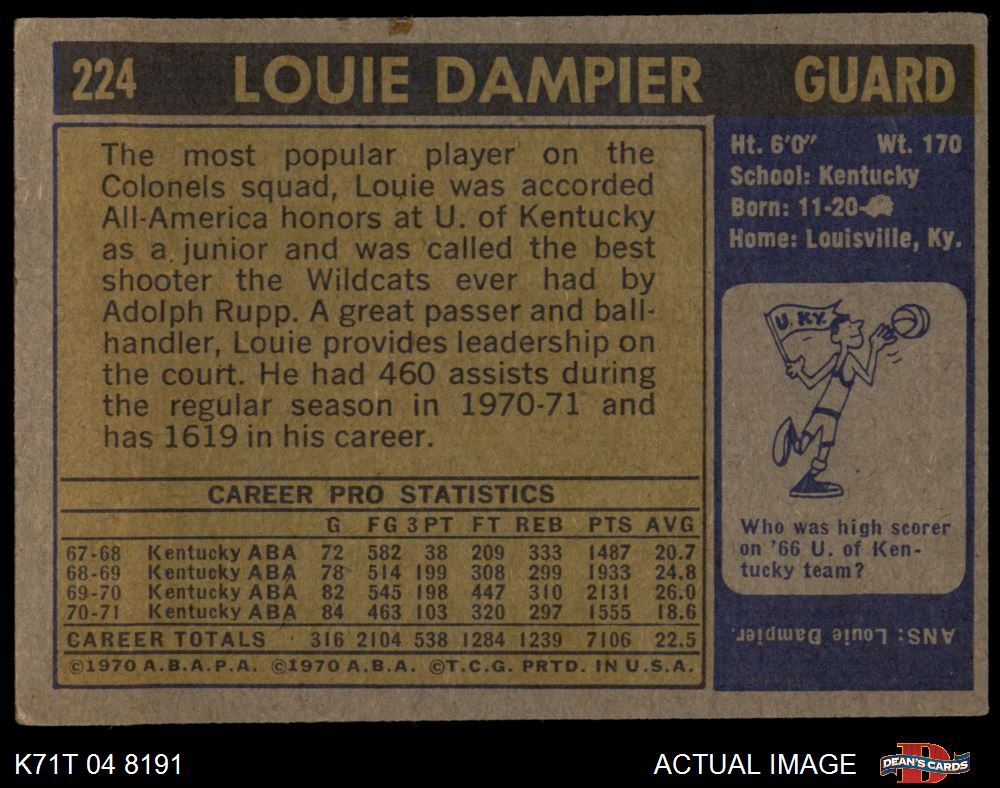 224 LOUIE DAMPIER GUARD
The most popular player on the
Colonels squad, Louie was accorded
All-America honors at U. of Kentucky
as a junior and was called the best
shooter the Wildcats ever had by
Adolph Rupp. A great passer and ball-
handler, Louie provides leadership on
the court. He had 460 assists during
the regular season in 1970-71 and
has 1619 in his career.
CAREER PRO STATISTICS
G FG 3PT FT REB PTS AVG
67-68 Kentucky ABA 72 582 38 209 333 1487 20.7
68-69 Kentucky ABA 78 514 199 308 299 1933 24.8
69-70 Kentucky ABA 82 545 198 447 310 2131 26.0
70-71 Kentucky ABA 84 463 103 320 297 1555 18.6
CAREER TOTALS 316 2104 538 1284 1239 7106 22.5
©1970 A.B.A.P.A. ©1970 A.B.A. ©T.C.G. PRTD. IN U.S.A.
Ht. 6'0" Wt. 170
School: Kentucky
Born: 11-20-
Home: Louisville, Ky.
U. KY.
Who was high scorer
on '66 U. of Ken-
tucky team?
ANS: Louie Dampier.
K71T 04 8191 ACTUAL IMAGE DEAN'S CARDS